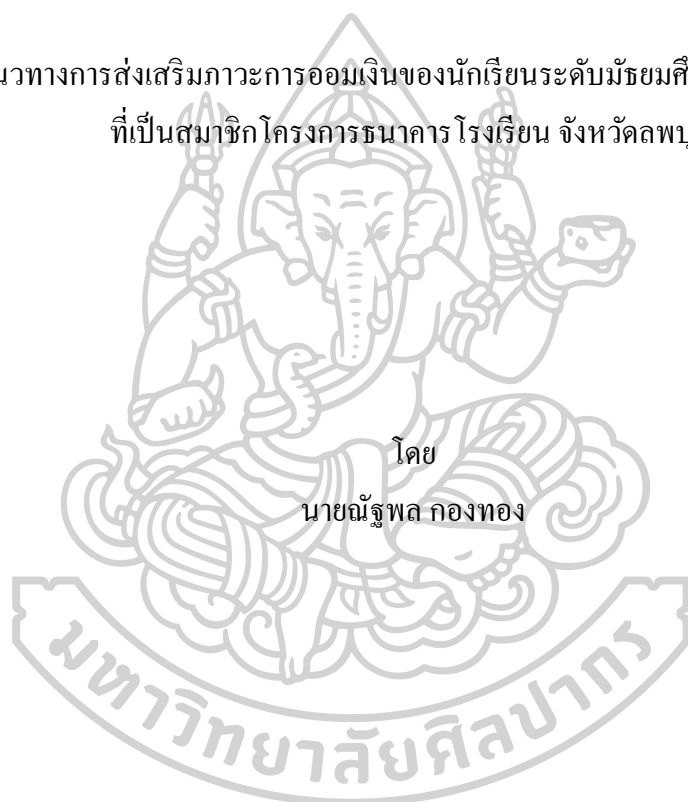 นวทางการส่งเสริมภาวะการออมเงินของนักเรียนระดับมัธยมศึ
ที่เป็นสมาชิกโครงการธนาคารโรงเรียน จังหวัดลพบุ
โดย
นายณัฐพล กองทอง
มหาวิทยาลัยศิลปากร